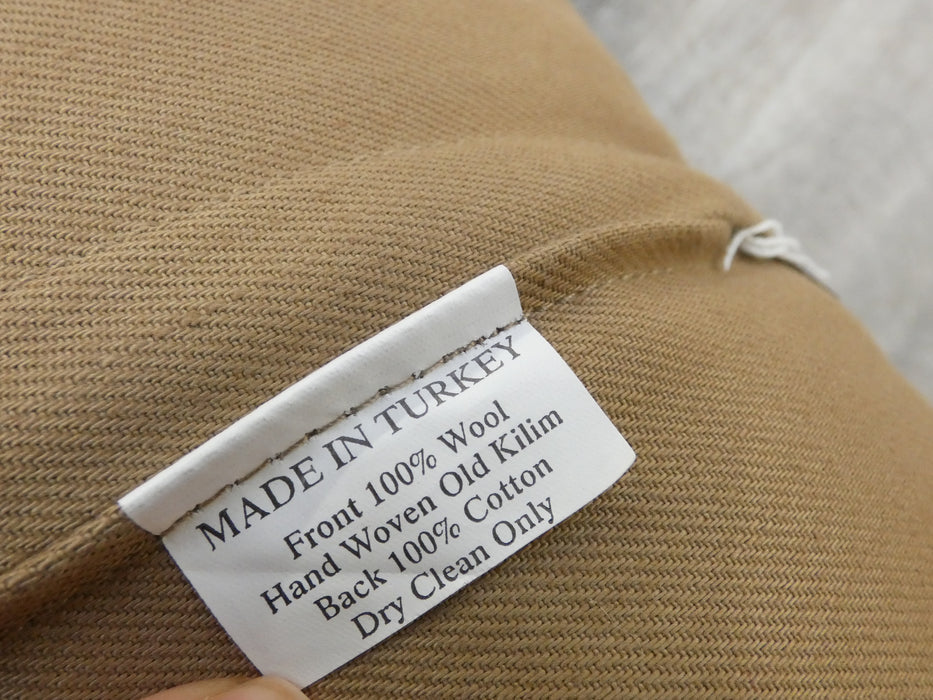 MADE IN TURKEY
Front 100% Wool
Hand Woven Old Kilim
Back 100% Cotton
Dry Clean Only